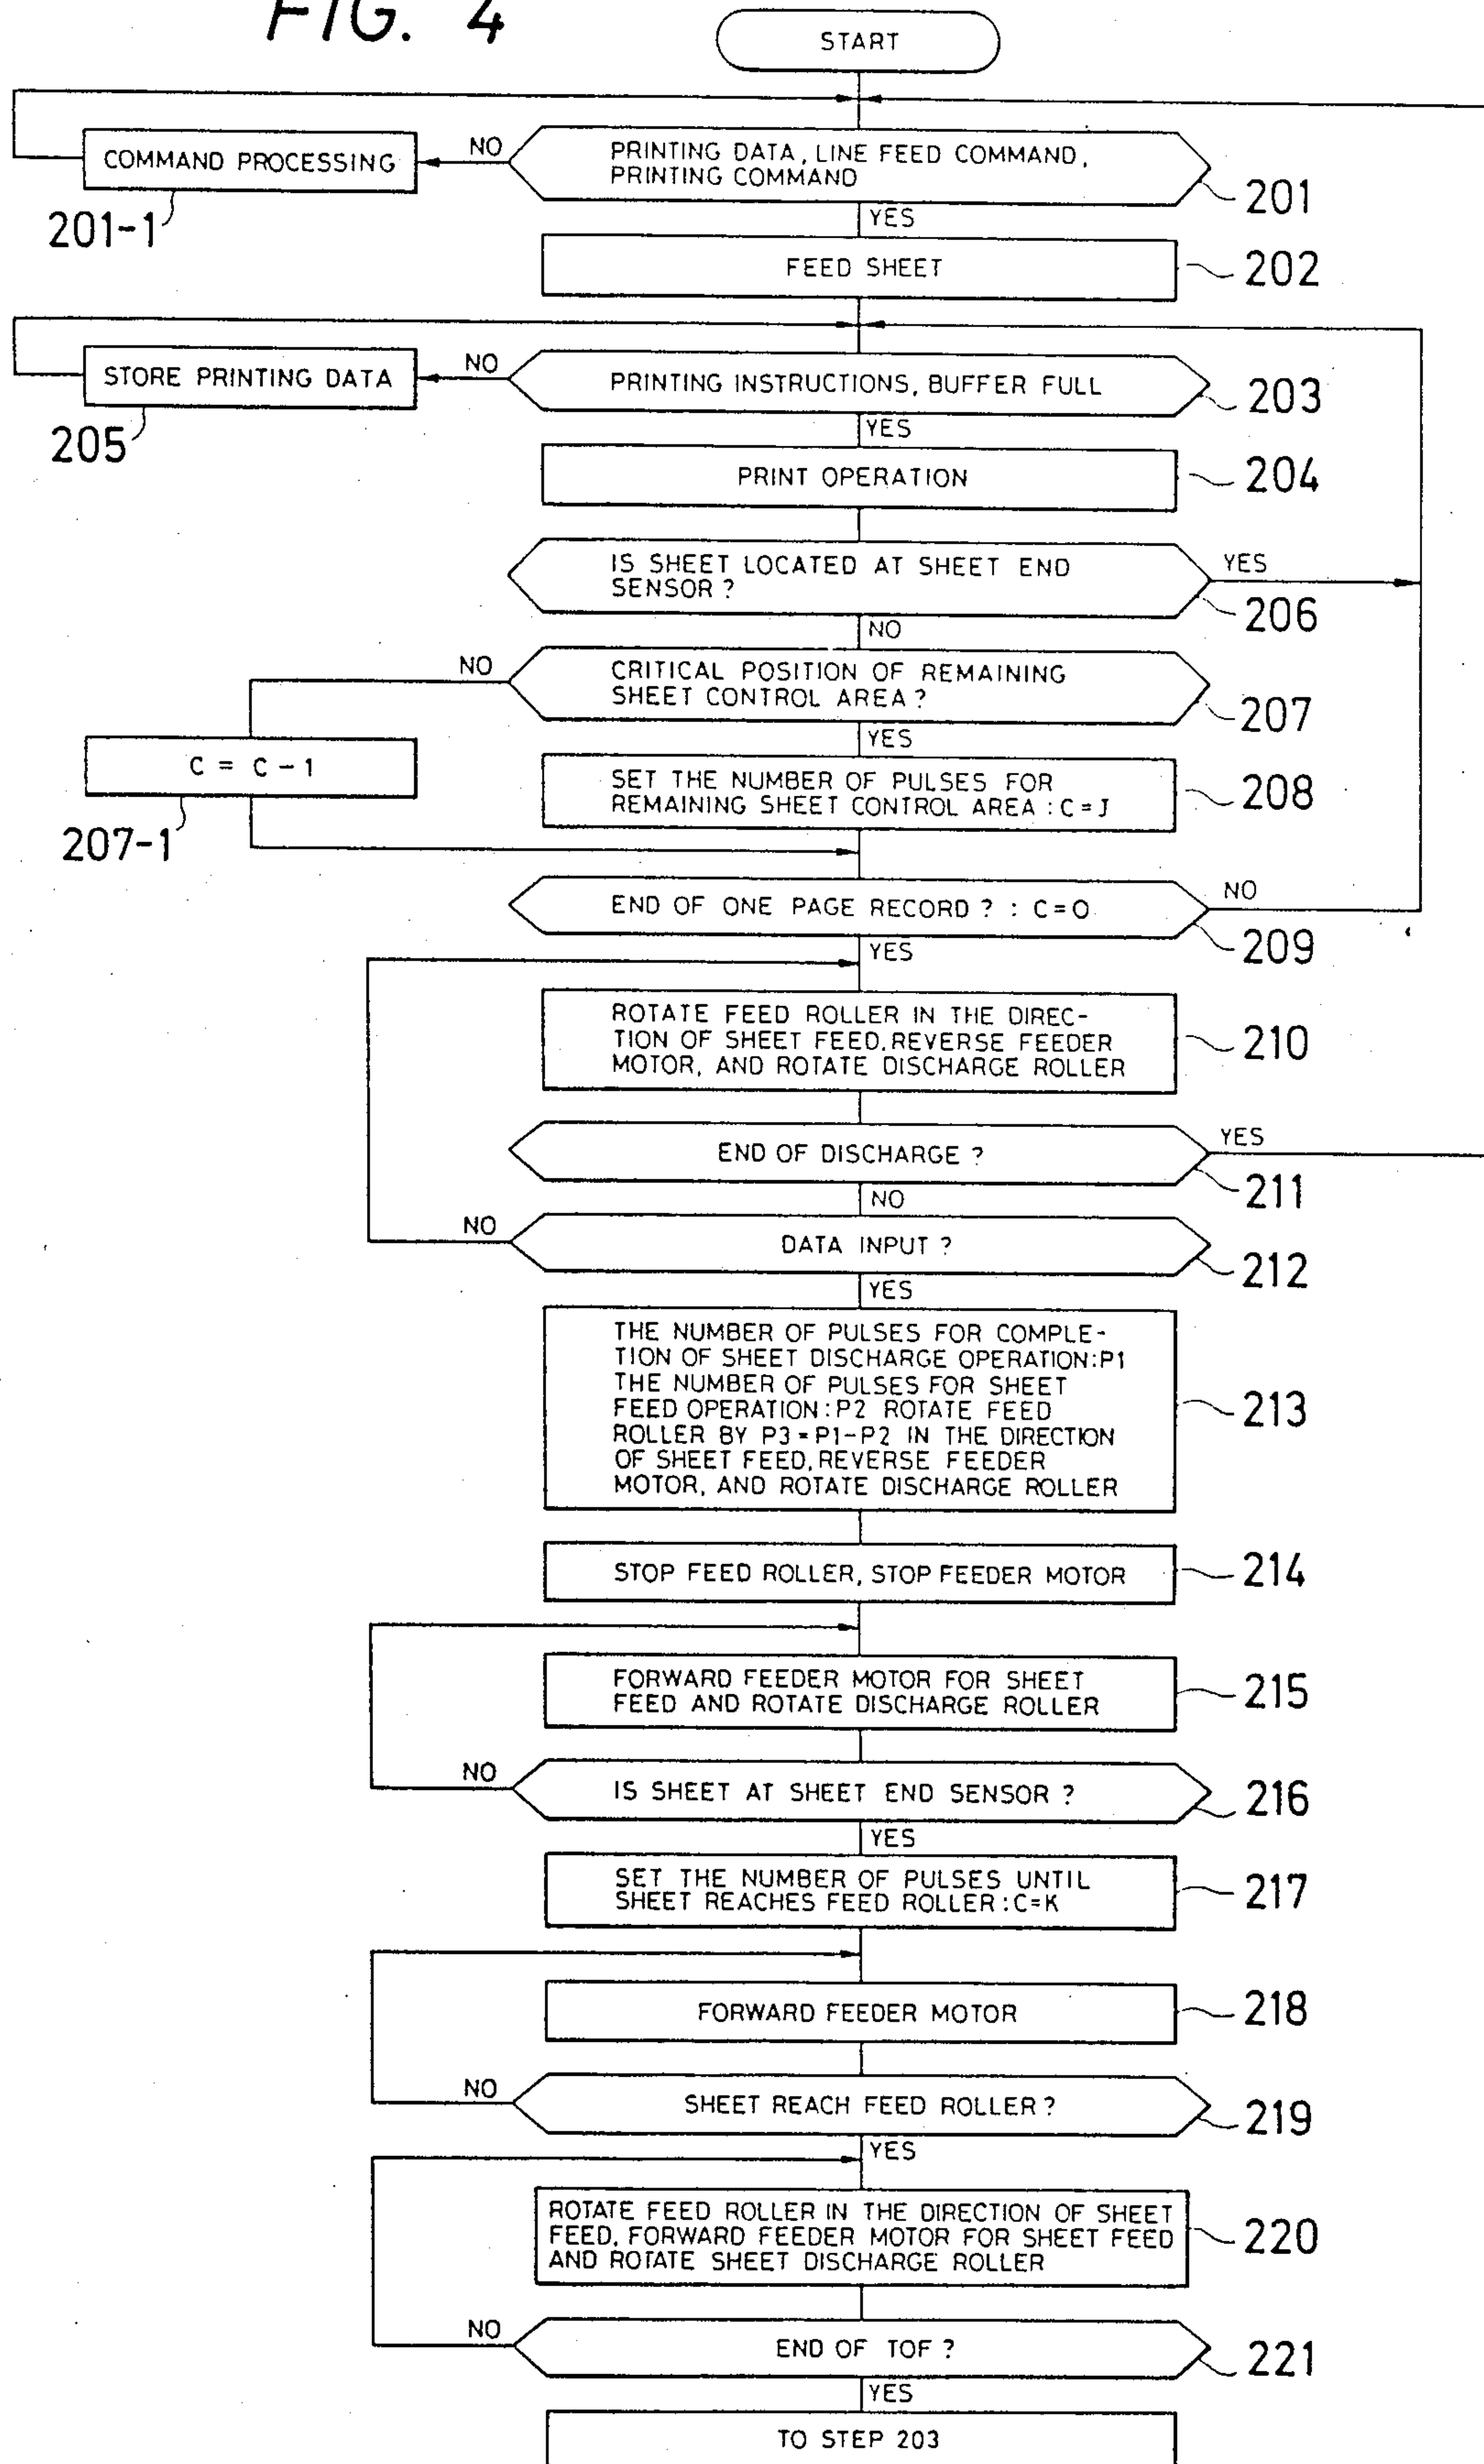 FIG. 4
START
COMMAND PROCESSING
NO
PRINTING DATA, LINE FEED COMMAND,
PRINTING COMMAND
201
201-1
YES
FEED SHEET
202
STORE PRINTING DATA
NO
PRINTING INSTRUCTIONS, BUFFER FULL
203
205
YES
PRINT OPERATION
204
IS SHEET LOCATED AT SHEET END
SENSOR ?
YES
206
NO
NO
CRITICAL POSITION OF REMAINING
SHEET CONTROL AREA ?
207
YES
C = C - 1
207-1
SET THE NUMBER OF PULSES FOR
REMAINING SHEET CONTROL AREA : C = J
208
END OF ONE PAGE RECORD ? : C = O
NO
209
YES
ROTATE FEED ROLLER IN THE DIREC-
TION OF SHEET FEED, REVERSE FEEDER
MOTOR, AND ROTATE DISCHARGE ROLLER
210
END OF DISCHARGE ?
YES
211
NO
NO
DATA INPUT ?
212
YES
THE NUMBER OF PULSES FOR COMPLE-
TION OF SHEET DISCHARGE OPERATION:P1
THE NUMBER OF PULSES FOR SHEET
FEED OPERATION : P2 ROTATE FEED
ROLLER BY P3 = P1-P2 IN THE DIRECTION
OF SHEET FEED, REVERSE FEEDER
MOTOR, AND ROTATE DISCHARGE ROLLER
213
STOP FEED ROLLER, STOP FEEDER MOTOR
214
FORWARD FEEDER MOTOR FOR SHEET
FEED AND ROTATE DISCHARGE ROLLER
215
NO
IS SHEET AT SHEET END SENSOR ?
216
YES
SET THE NUMBER OF PULSES UNTIL
SHEET REACHES FEED ROLLER : C=K
217
FORWARD FEEDER MOTOR
218
NO
SHEET REACH FEED ROLLER ?
219
YES
ROTATE FEED ROLLER IN THE DIRECTION OF SHEET
FEED, FORWARD FEEDER MOTOR FOR SHEET FEED
AND ROTATE SHEET DISCHARGE ROLLER
220
NO
END OF TOF ?
221
YES
TO STEP 203